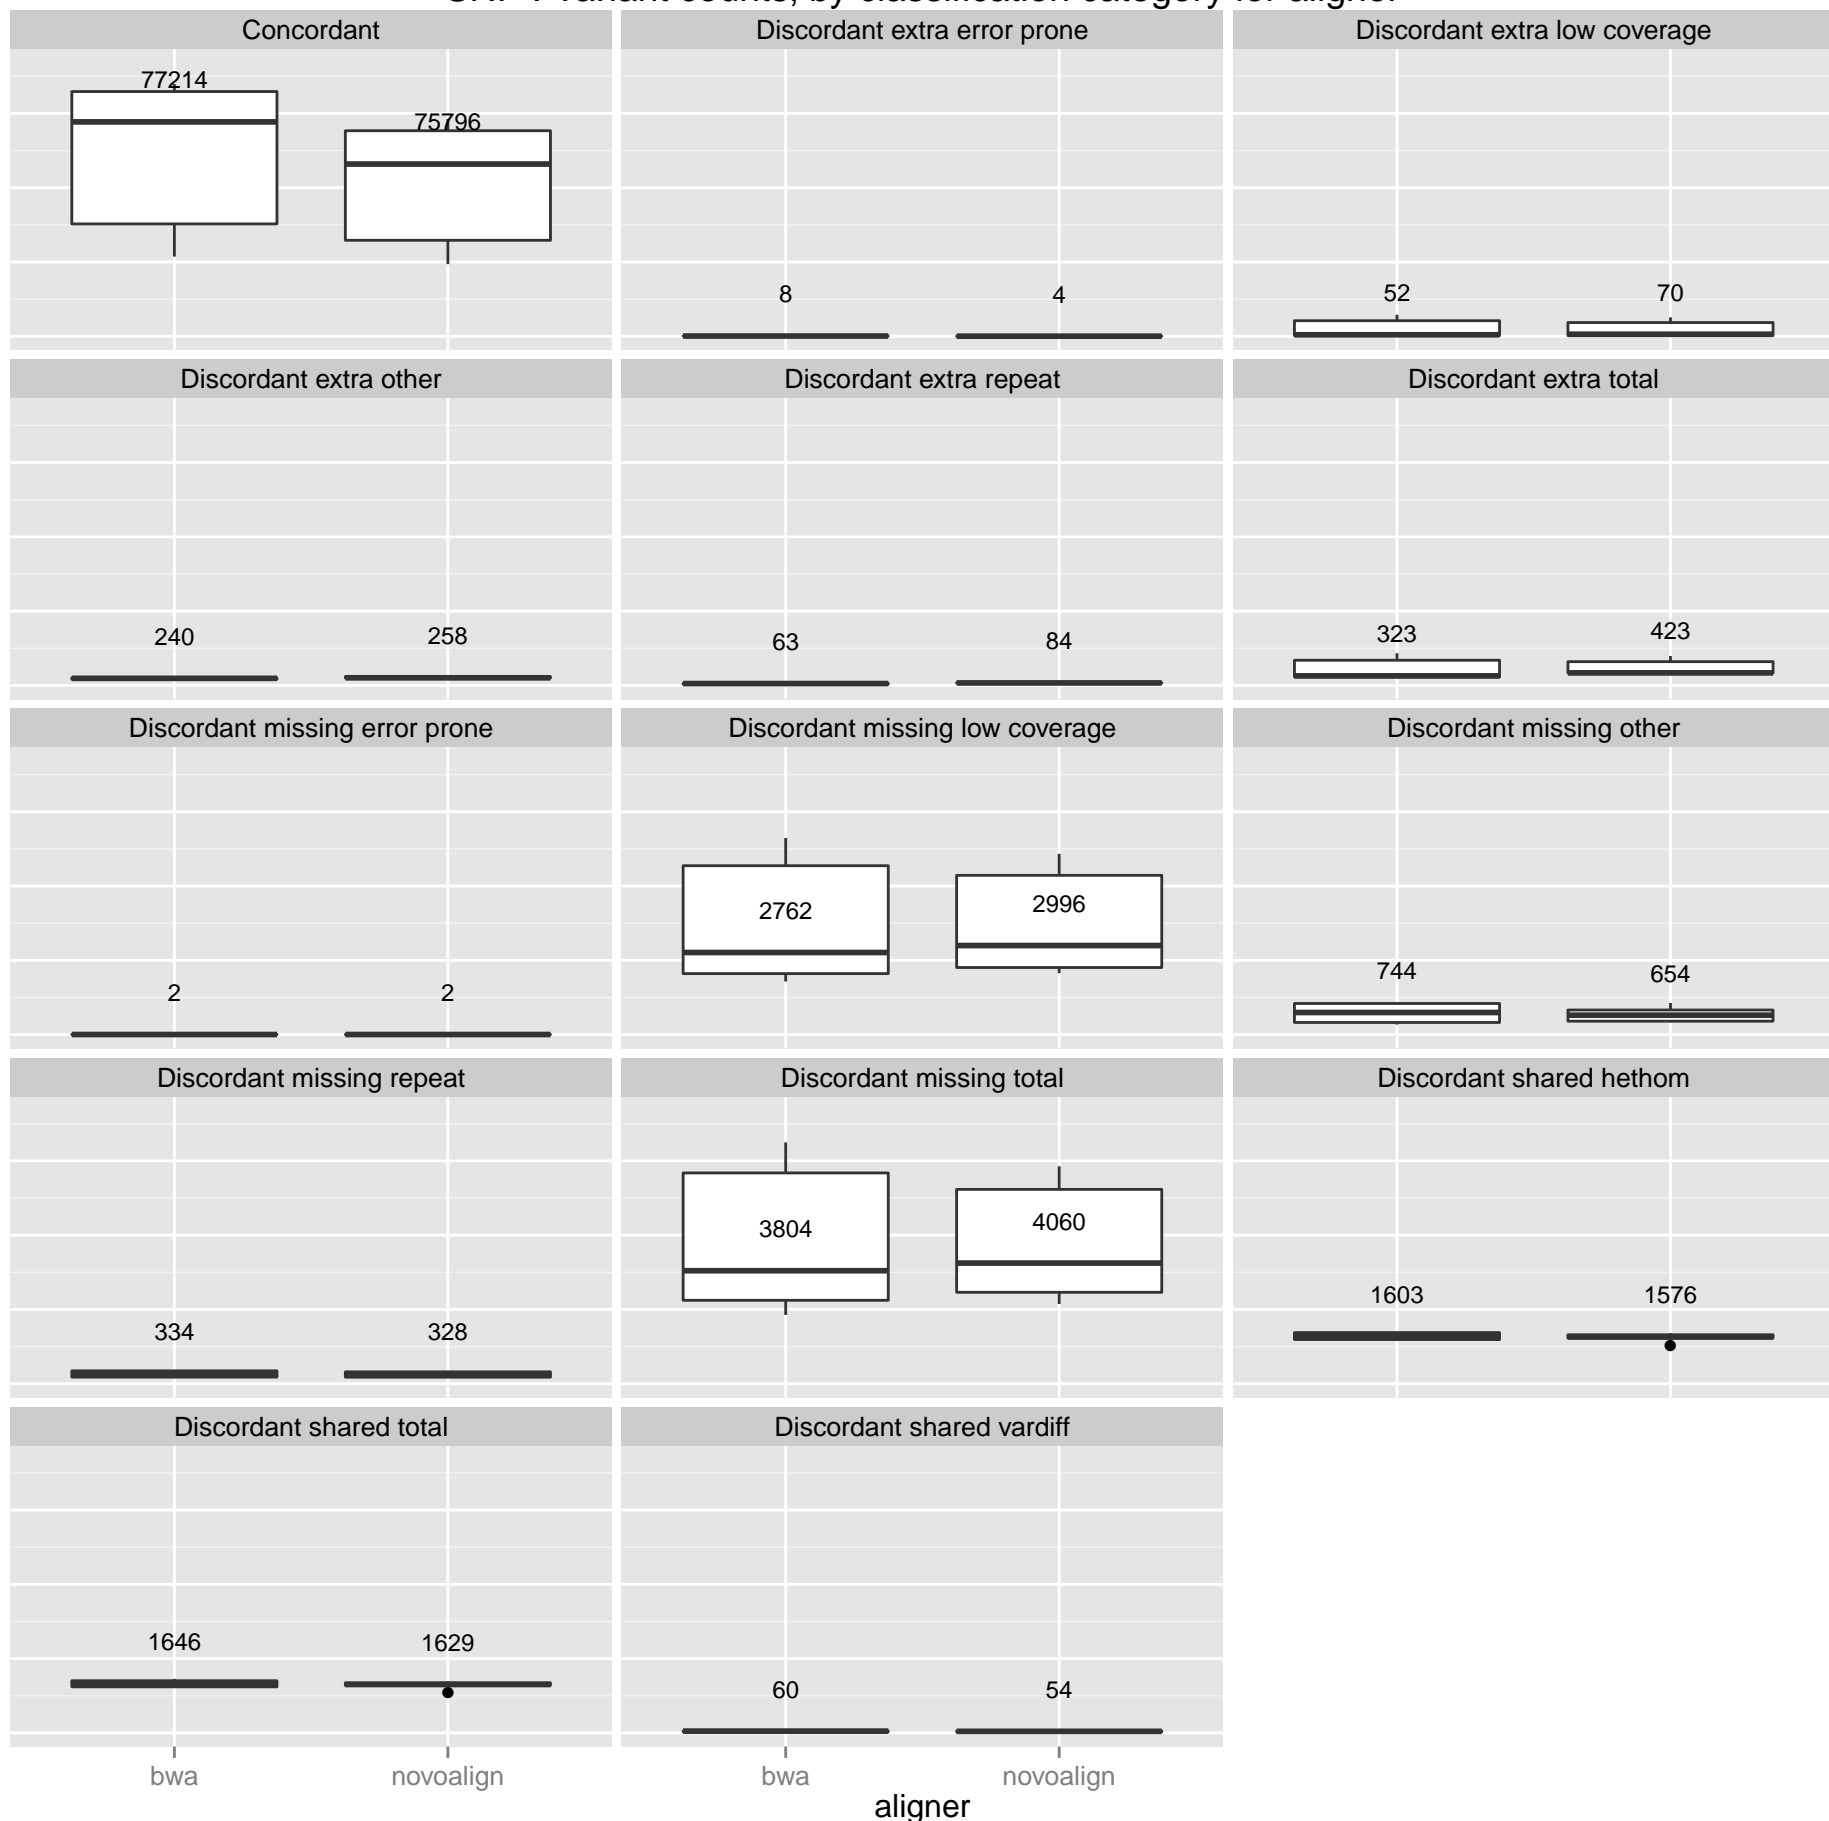 Concordant
Discordant extra error prone
Discordant extra low coverage
77214
75796
8
4
52
70
Discordant extra other
Discordant extra repeat
Discordant extra total
240
258
63
84
323
423
Discordant missing error prone
Discordant missing low coverage
Discordant missing other
2
2
2762
2996
744
654
Discordant missing repeat
Discordant missing total
Discordant shared hethom
334
328
3804
4060
1603
1576
Discordant shared total
Discordant shared vardiff
1646
1629
60
54
bwa
novoalign
bwa
novoalign
aligner